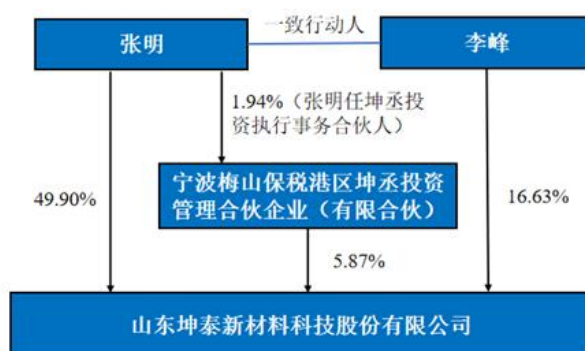 张明
一致行动人
李峰
1.94%（张明任坤丞投
资执行事务合伙人）
49.90%
宁波梅山保税港区坤丞投资
管理合伙企业（有限合伙）
16.63%
5.87%
山东坤泰新材料科技股份有限公司